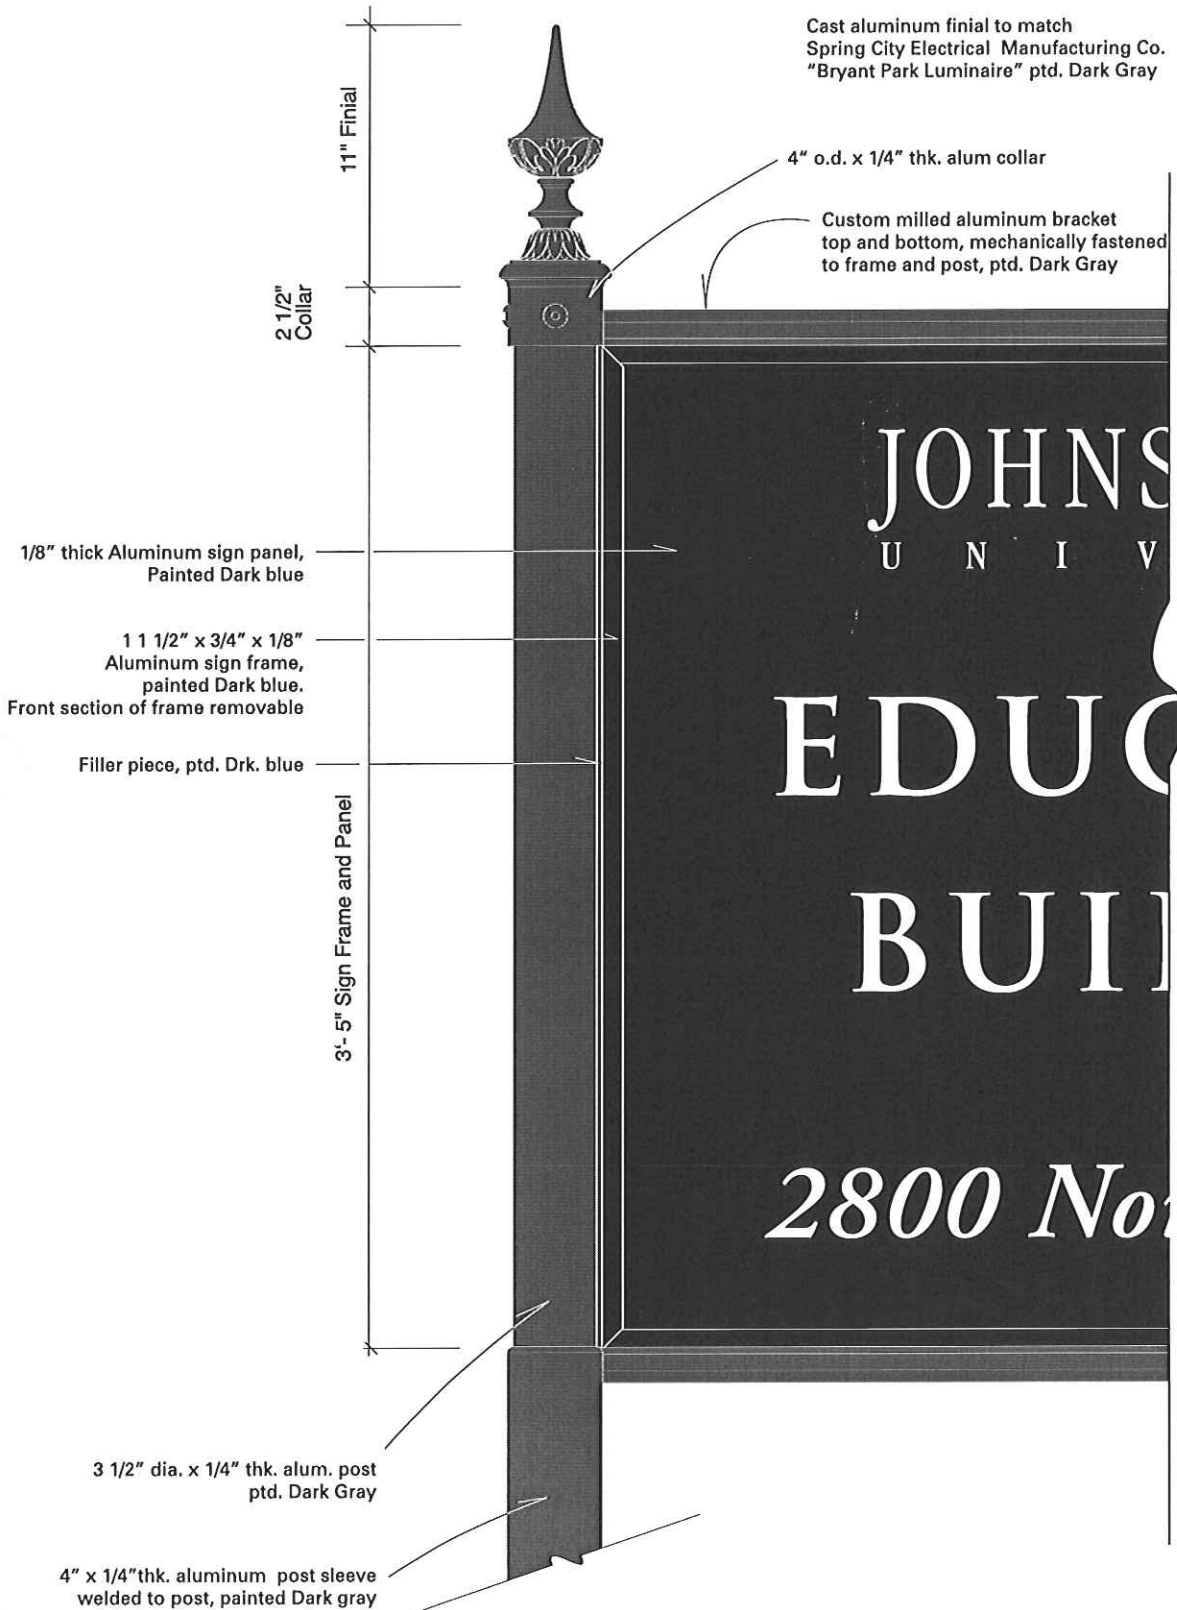 Cast aluminum finial to match
Spring City Electrical Manufacturing Co.
"Bryant Park Luminaire" ptd. Dark Gray
11" Finial
4" o.d. x 1/4" thk. alum collar
Custom milled aluminum bracket
top and bottom, mechanically fastened
to frame and post, ptd. Dark Gray
2 1/2"
Collar
JOHNS
UNIV
1/8" thick Aluminum sign panel,
Painted Dark blue
1 1 1/2" x 3/4" x 1/8"
Aluminum sign frame,
painted Dark blue.
Front section of frame removable
EDUC
Filler piece, ptd. Drk. blue
3'- 5" Sign Frame and Panel
BUI
2800 No
3 1/2" dia. x 1/4" thk. alum. post
ptd. Dark Gray
4" x 1/4"thk. aluminum post sleeve
welded to post, painted Dark gray